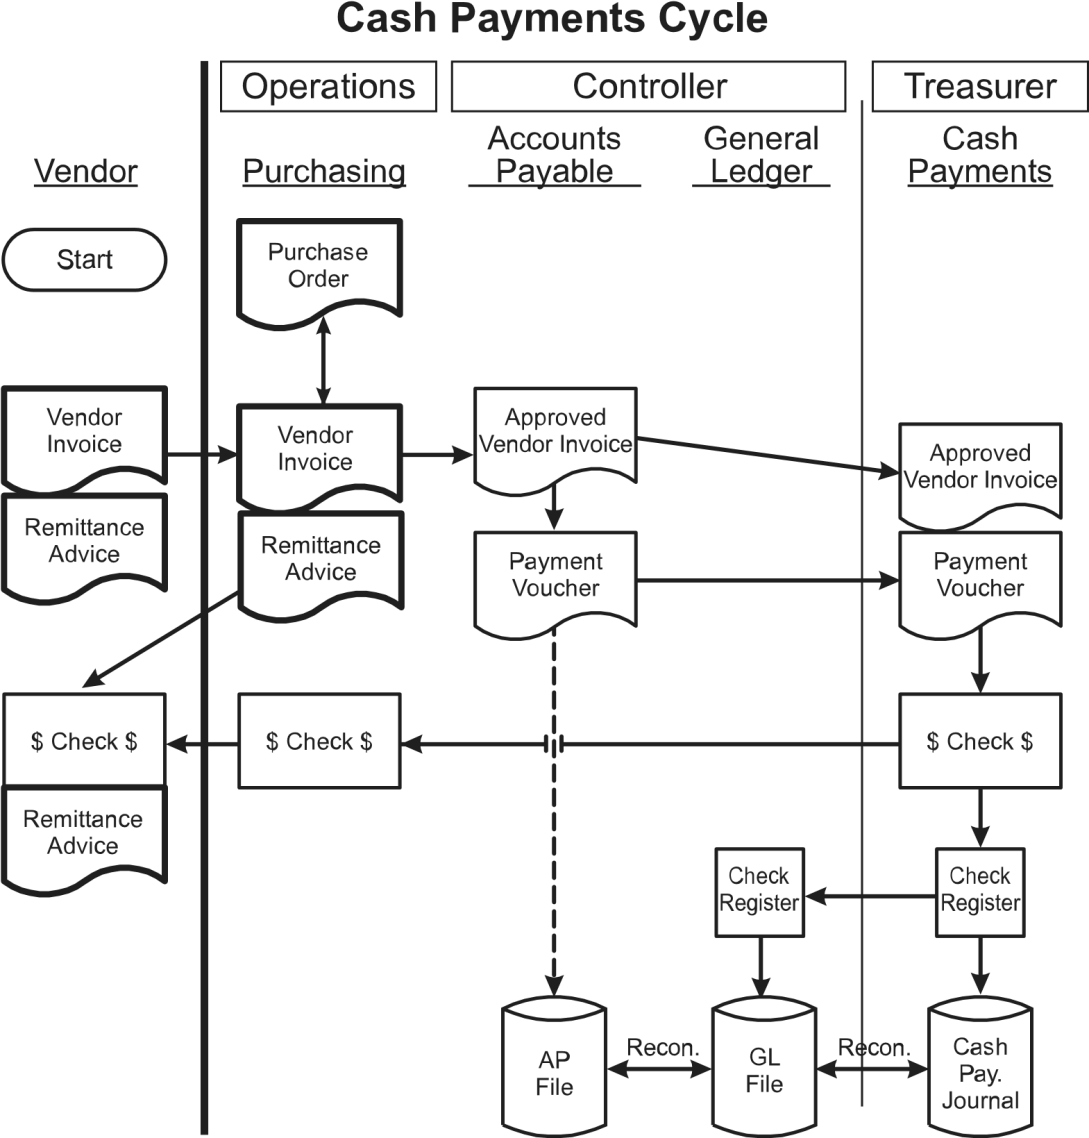 Cash Payments Cycle
Operations
Controller
Treasurer
Vendor
Purchasing
Accounts
Payable
General
Ledger
Cash
Payments
Start
Purchase
Order
Vendor
Invoice
Remittance
Advice
Vendor
Invoice
Remittance
Advice
Approved
Vendor Invoice
Payment
Voucher
Approved
Vendor Invoice
Payment
Voucher
$ Check $
$ Check $
$ Check $
Remittance
Advice
Check
Register
Check
Register
AP
File
Recon.
GL
File
Recon.
Cash
Pay.
Journal